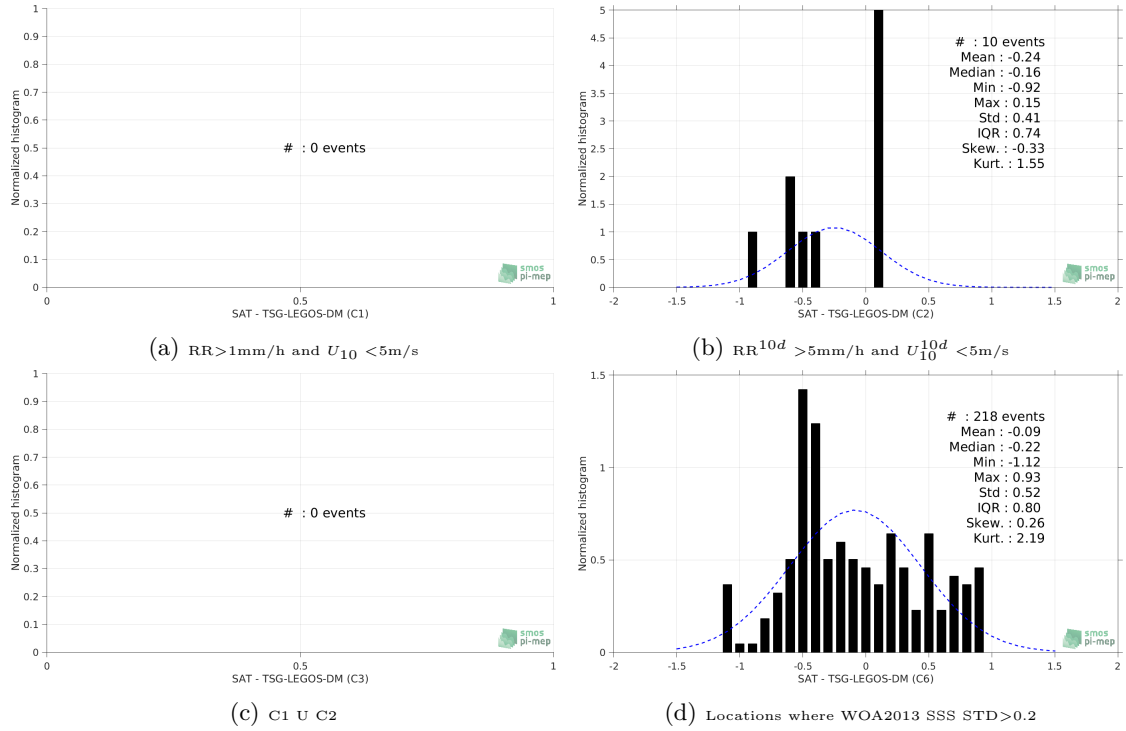 1
0.9
0.8
0.7
0.6
0.5
0.4
0.3
0.2
0.1
0
Normalized histogram
# : 0 events
smos
pi-mep
0 0.5 1
SAT - TSG-LEGOS-DM (C1)
(a) RR>1mm/h and U10 <5m/s
5
4.5
4
3.5
3
2.5
2
1.5
1
0.5
0
Normalized histogram
# : 10 events
Mean : -0.24
Median : -0.16
Min : -0.92
Max : 0.15
Std : 0.41
IQR : 0.74
Skew. : -0.33
Kurt. : 1.55
smos
pi-mep
-2 -1.5 -1 -0.5 0 0.5 1 1.5 2
SAT - TSG-LEGOS-DM (C2)
(b) RR^10d >5mm/h and U10^10d <5m/s
1
0.9
0.8
0.7
0.6
0.5
0.4
0.3
0.2
0.1
0
Normalized histogram
# : 0 events
smos
pi-mep
0 0.5 1
SAT - TSG-LEGOS-DM (C3)
(c) C1 U C2
1.5
1
0.5
0
Normalized histogram
# : 218 events
Mean : -0.09
Median : -0.22
Min : -1.12
Max : 0.93
Std : 0.52
IQR : 0.80
Skew. : 0.26
Kurt. : 2.19
smos
pi-mep
-2 -1.5 -1 -0.5 0 0.5 1 1.5 2
SAT - TSG-LEGOS-DM (C6)
(d) Locations where WOA2013 SSS STD>0.2